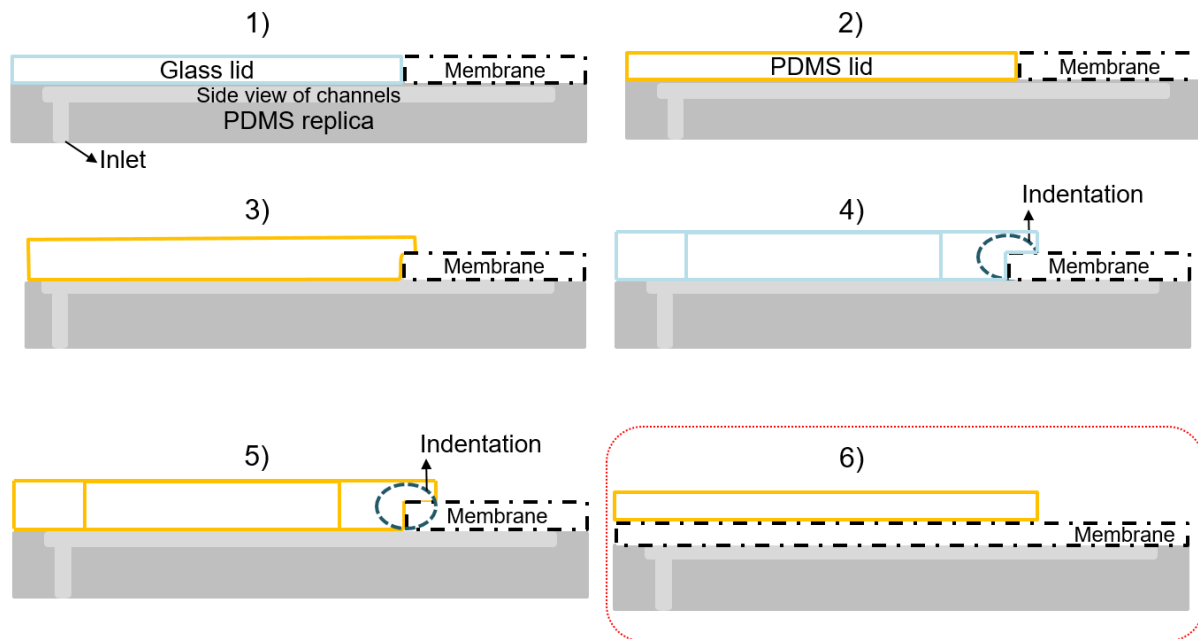 1)
Glass lid
Membrane
Side view of channels
PDMS replica
Inlet
2)
PDMS lid
Membrane
3)
Membrane
4)
Indentation
Membrane
5)
Indentation
Membrane
6)
Membrane